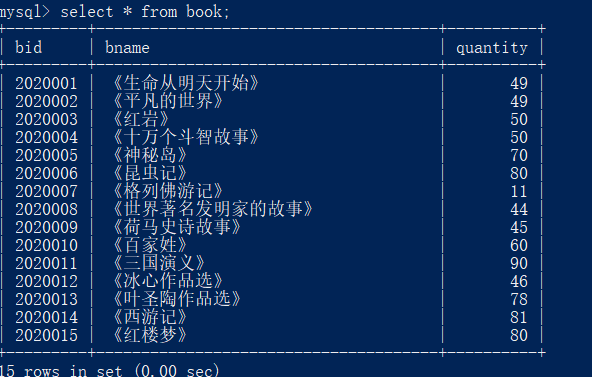 mysql> select * from book;
+---------+--------------------------------------+----------+
| bid | bname | quantity |
+---------+--------------------------------------+----------+
| 2020001 | 《生命从明天开始》 | 49 |
| 2020002 | 《平凡的世界》 | 49 |
| 2020003 | 《红岩》 | 50 |
| 2020004 | 《十万个斗智故事》 | 50 |
| 2020005 | 《神秘岛》 | 70 |
| 2020006 | 《昆虫记》 | 80 |
| 2020007 | 《格列佛游记》 | 11 |
| 2020008 | 《世界著名发明家的故事》 | 44 |
| 2020009 | 《荷马史诗故事》 | 45 |
| 2020010 | 《百家姓》 | 60 |
| 2020011 | 《三国演义》 | 90 |
| 2020012 | 《冰心作品选》 | 46 |
| 2020013 | 《叶圣陶作品选》 | 78 |
| 2020014 | 《西游记》 | 81 |
| 2020015 | 《红楼梦》 | 80 |
+---------+--------------------------------------+----------+
15 rows in set (0.00 sec)